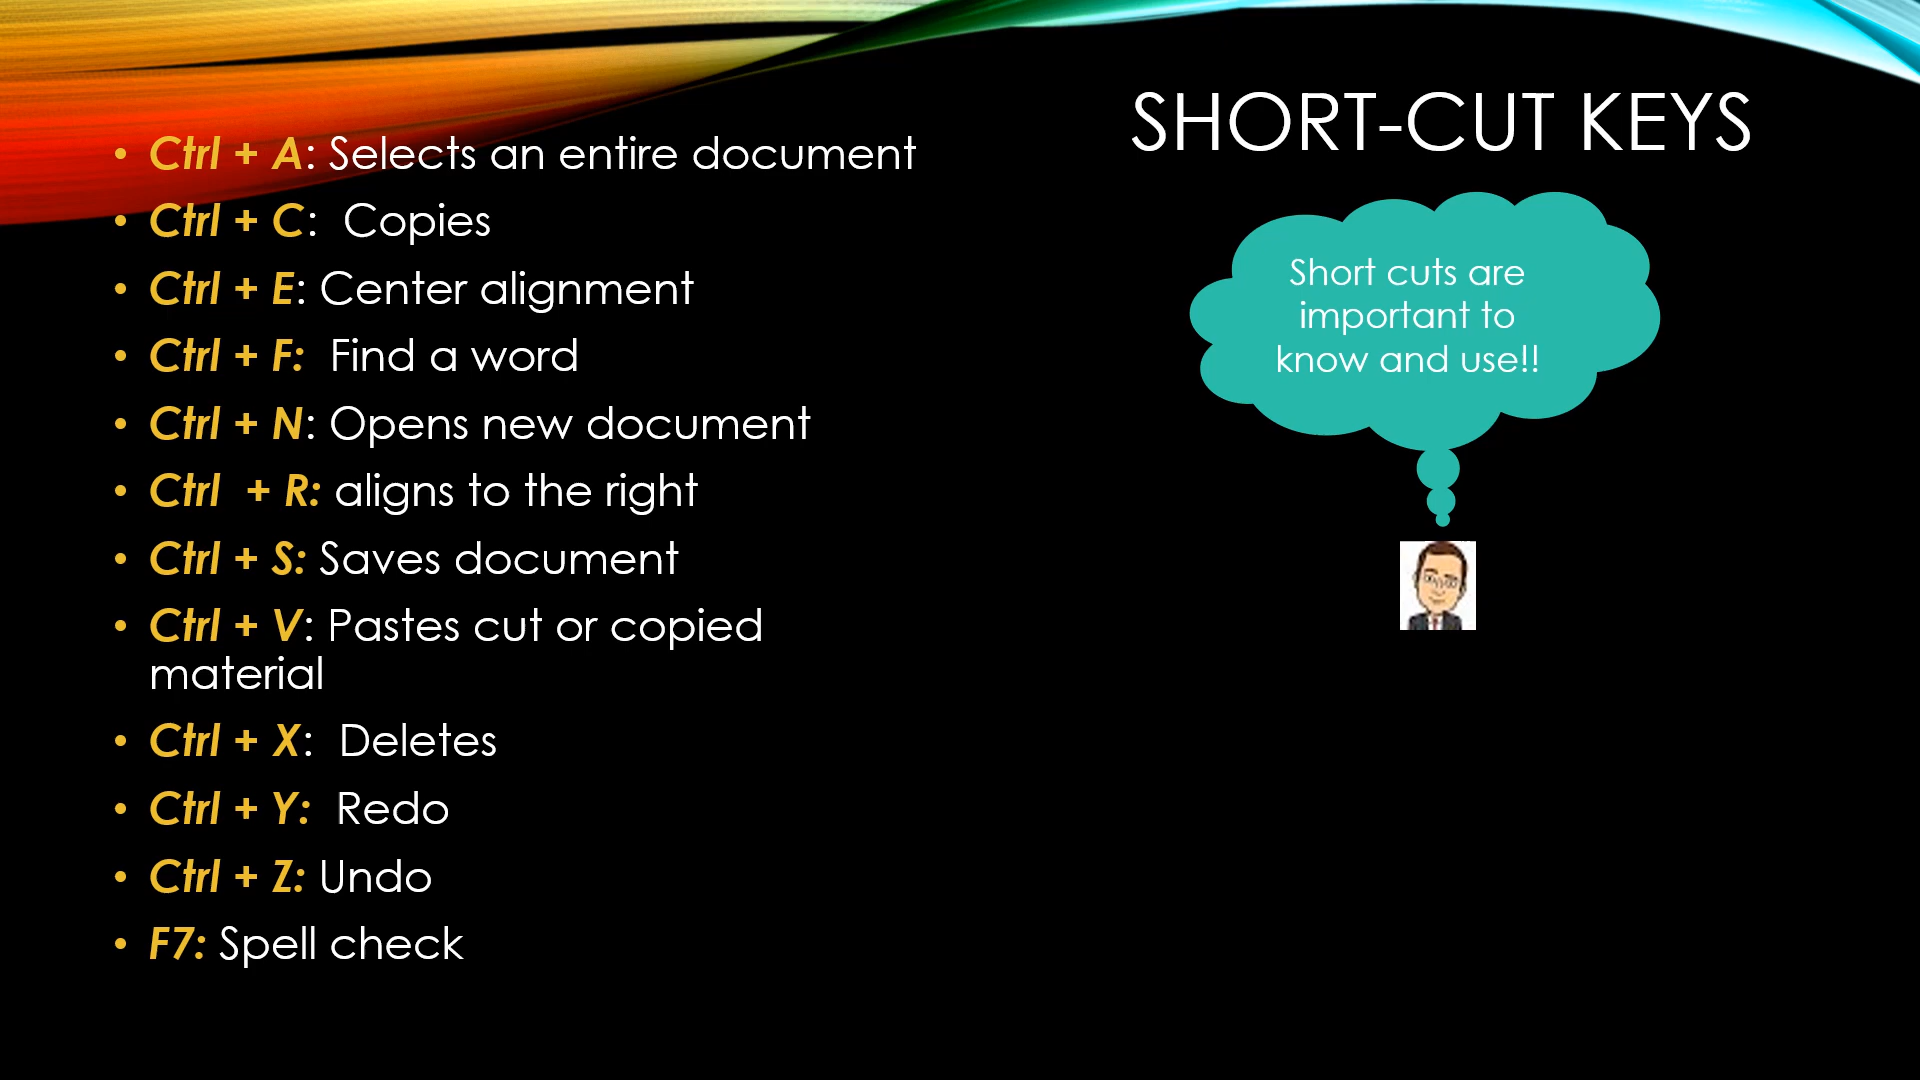 SHORT-CUT KEYS
• Ctrl + A: Selects an entire document
• Ctrl + C:  Copies
• Ctrl + E: Center alignment
• Ctrl + F:  Find a word
• Ctrl + N: Opens new document
• Ctrl  + R: aligns to the right
• Ctrl + S: Saves document
• Ctrl + V: Pastes cut or copied
material
• Ctrl + X:  Deletes
• Ctrl + Y:  Redo
• Ctrl + Z: Undo
• F7: Spell check
Short cuts are
important to
know and use!!